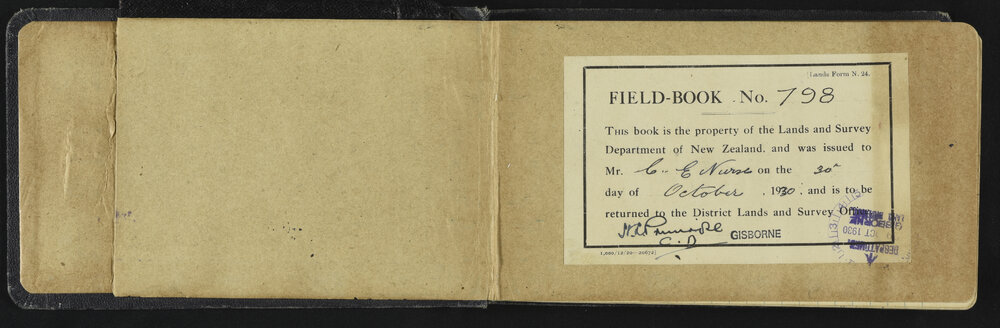 Lands Form N. 24.
FIELD-BOOK No. 798
THIS book is the property of the Lands and Survey
Department of New Zealand, and was issued to
Mr. C. E Nurse on the 30th
day of October, 1930, and is to be
returned to the District Lands and Survey
C.D GISBORNE
GISBORNE
OCT 1930
DESPATCHED